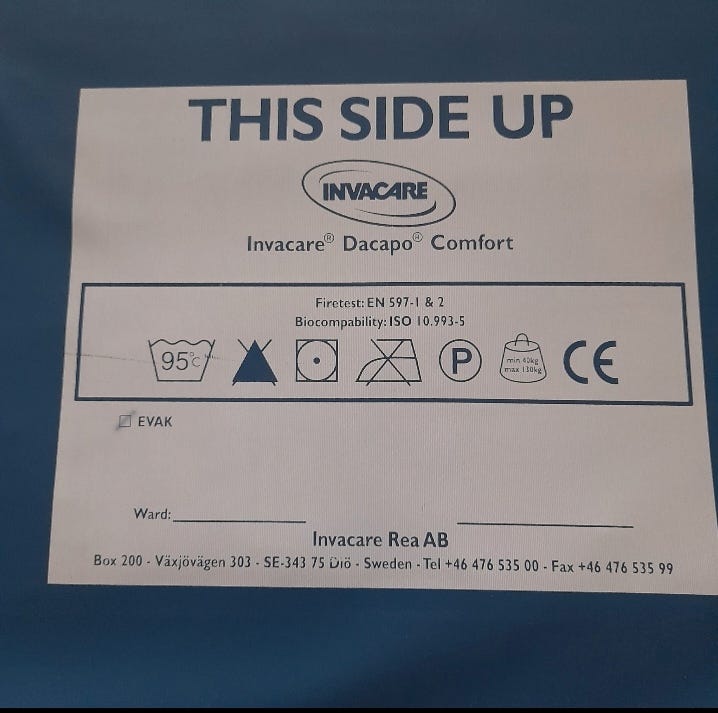 THIS SIDE UP
INVACARE
Invacare® Dacapo® Comfort
Firetest: EN 597-1 & 2
Biocompability: ISO 10.993-5
95°C
P
min 40kg
max 130kg
CE
EVAK
Ward:
Invacare Rea AB
Box 200 - Växjövägen 303 - SE-343 75 Diö - Sweden - Tel +46 476 535 00 - Fax +46 476 535 99